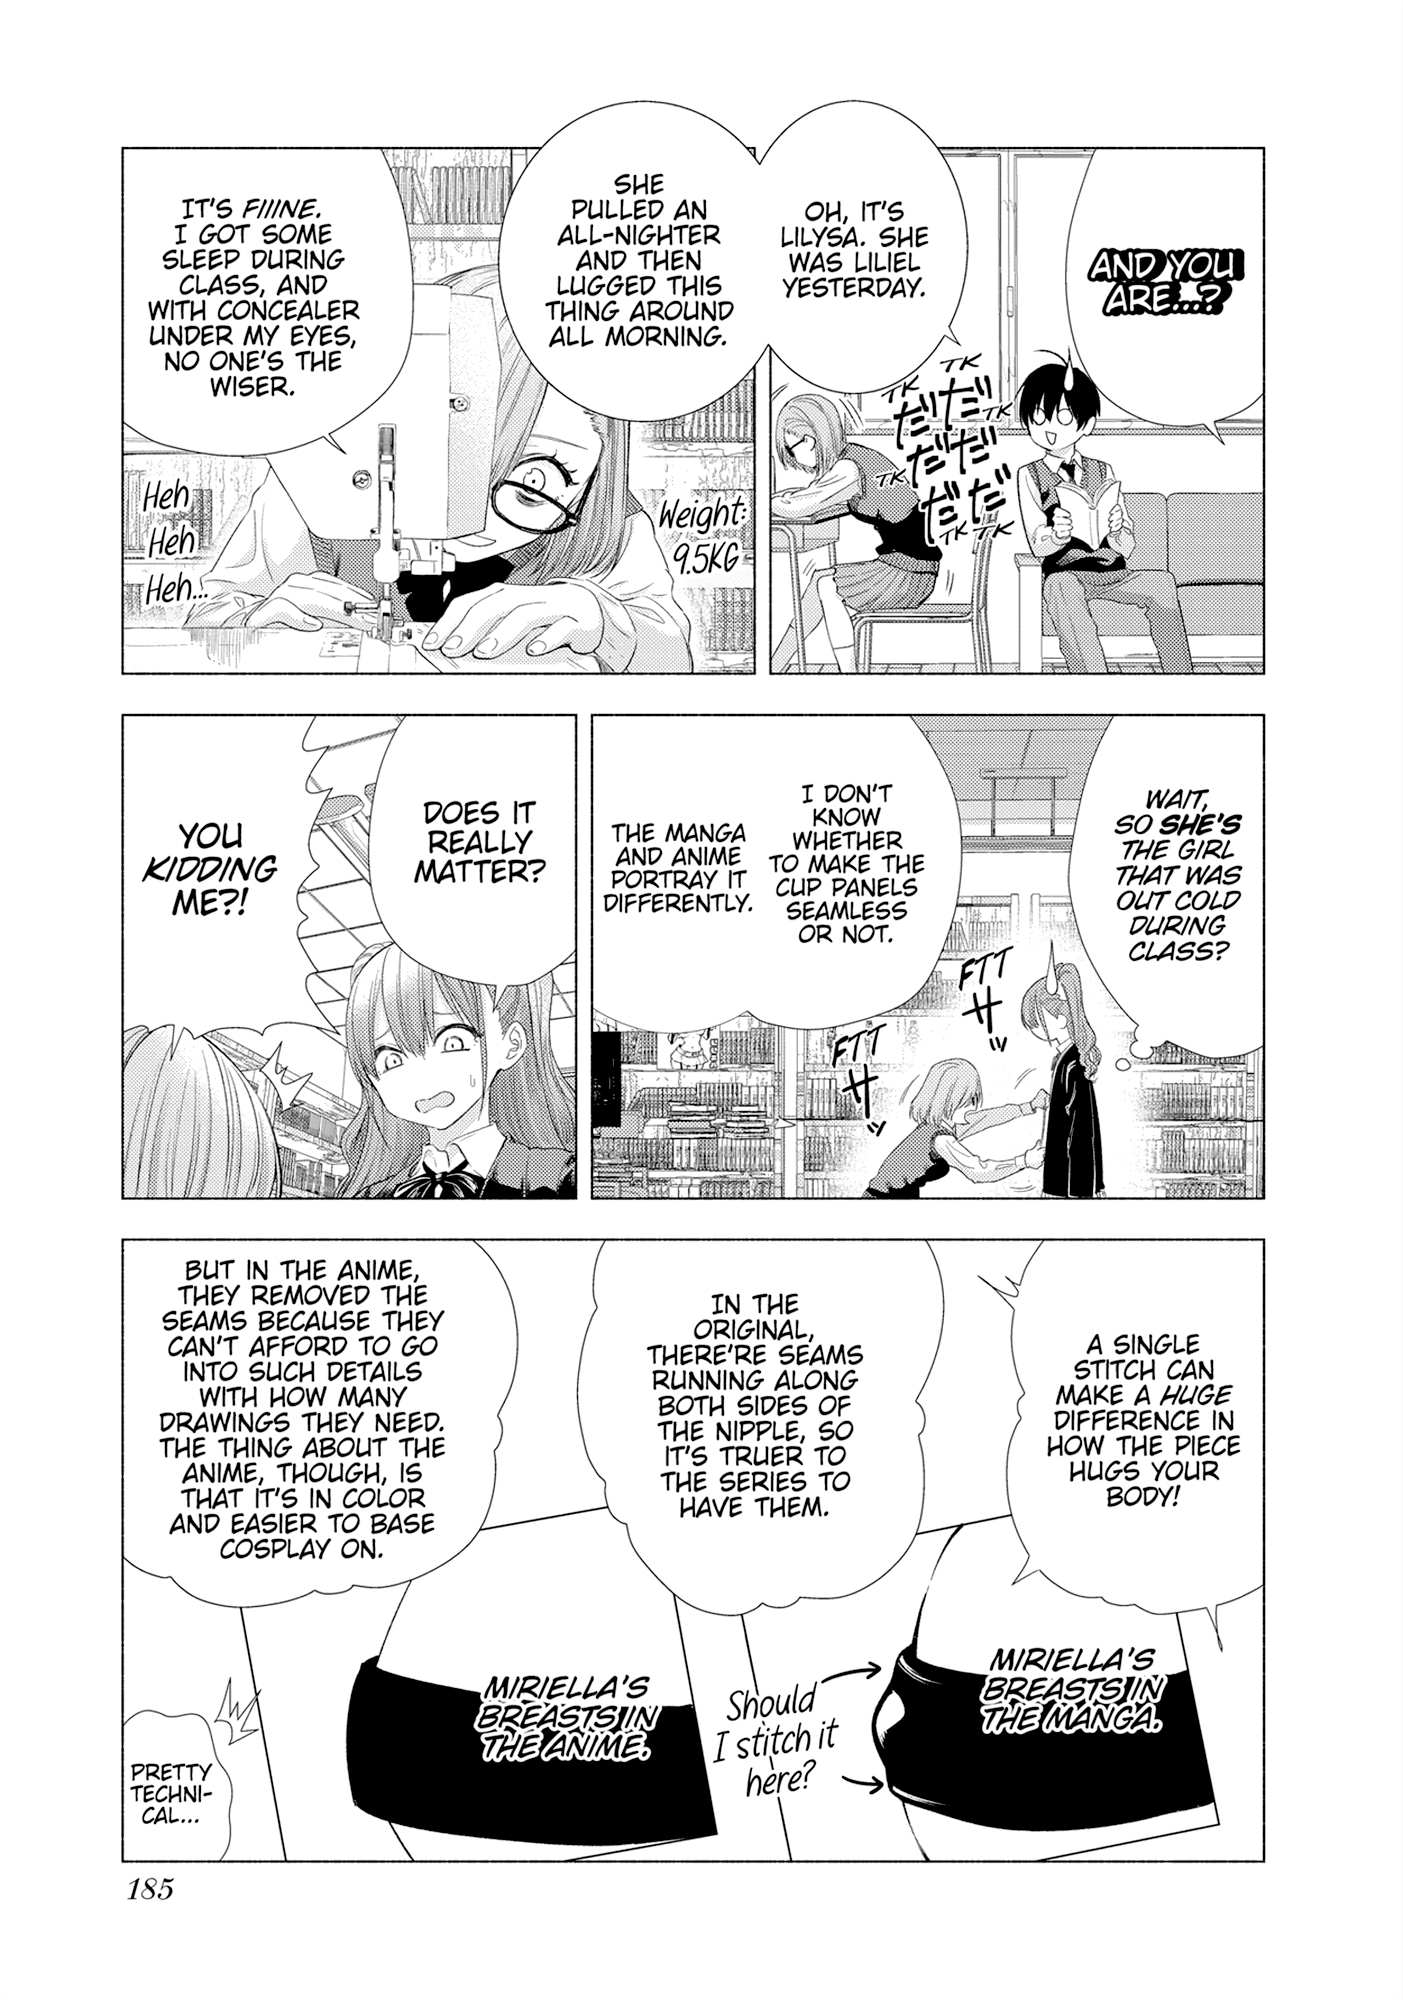 AND YOU
ARE...?
OH, IT'S
LILYSA. SHE
WAS LILIEL
YESTERDAY.
TK
TK
TK
TK
TK
TK
TK
だだ
だだ
だだ
SHE
PULLED AN
ALL-NIGHTER
AND THEN
LUGGED THIS
THING AROUND
ALL MORNING.
IT'S FIIINE.
I GOT SOME
SLEEP DURING
CLASS, AND
WITH CONCEALER
UNDER MY EYES,
NO ONE'S THE
WISER.
Weight:
9.5KG
Heh
Heh
Heh...
WAIT,
SO SHE'S
THE GIRL
THAT WAS
OUT COLD
DURING
CLASS?
I DON'T
KNOW
WHETHER
TO MAKE THE
CUP PANELS
SEAMLESS
OR NOT.
THE MANGA
AND ANIME
PORTRAY IT
DIFFERENTLY.
FTT
サッ
FTT
サッ
DOES IT
REALLY
MATTER?
YOU
KIDDING
ME?!
A SINGLE
STITCH CAN
MAKE A HUGE
DIFFERENCE IN
HOW THE PIECE
HUGS YOUR
BODY!
IN THE
ORIGINAL,
THERE'RE SEAMS
RUNNING ALONG
BOTH SIDES OF
THE NIPPLE, SO
IT'S TRUER TO
THE SERIES TO
HAVE THEM.
BUT IN THE ANIME,
THEY REMOVED THE
SEAMS BECAUSE THEY
CAN'T AFFORD TO GO
INTO SUCH DETAILS
WITH HOW MANY
DRAWINGS THEY NEED.
THE THING ABOUT THE
ANIME, THOUGH, IS
THAT IT'S IN COLOR
AND EASIER TO BASE
COSPLAY ON.
MIRIELLA'S
BREASTS IN
THE MANGA.
Should
I stitch it
here?
MIRIELLA'S
BREASTS IN
THE ANIME.
PRETTY
TECHNI-
CAL...
185